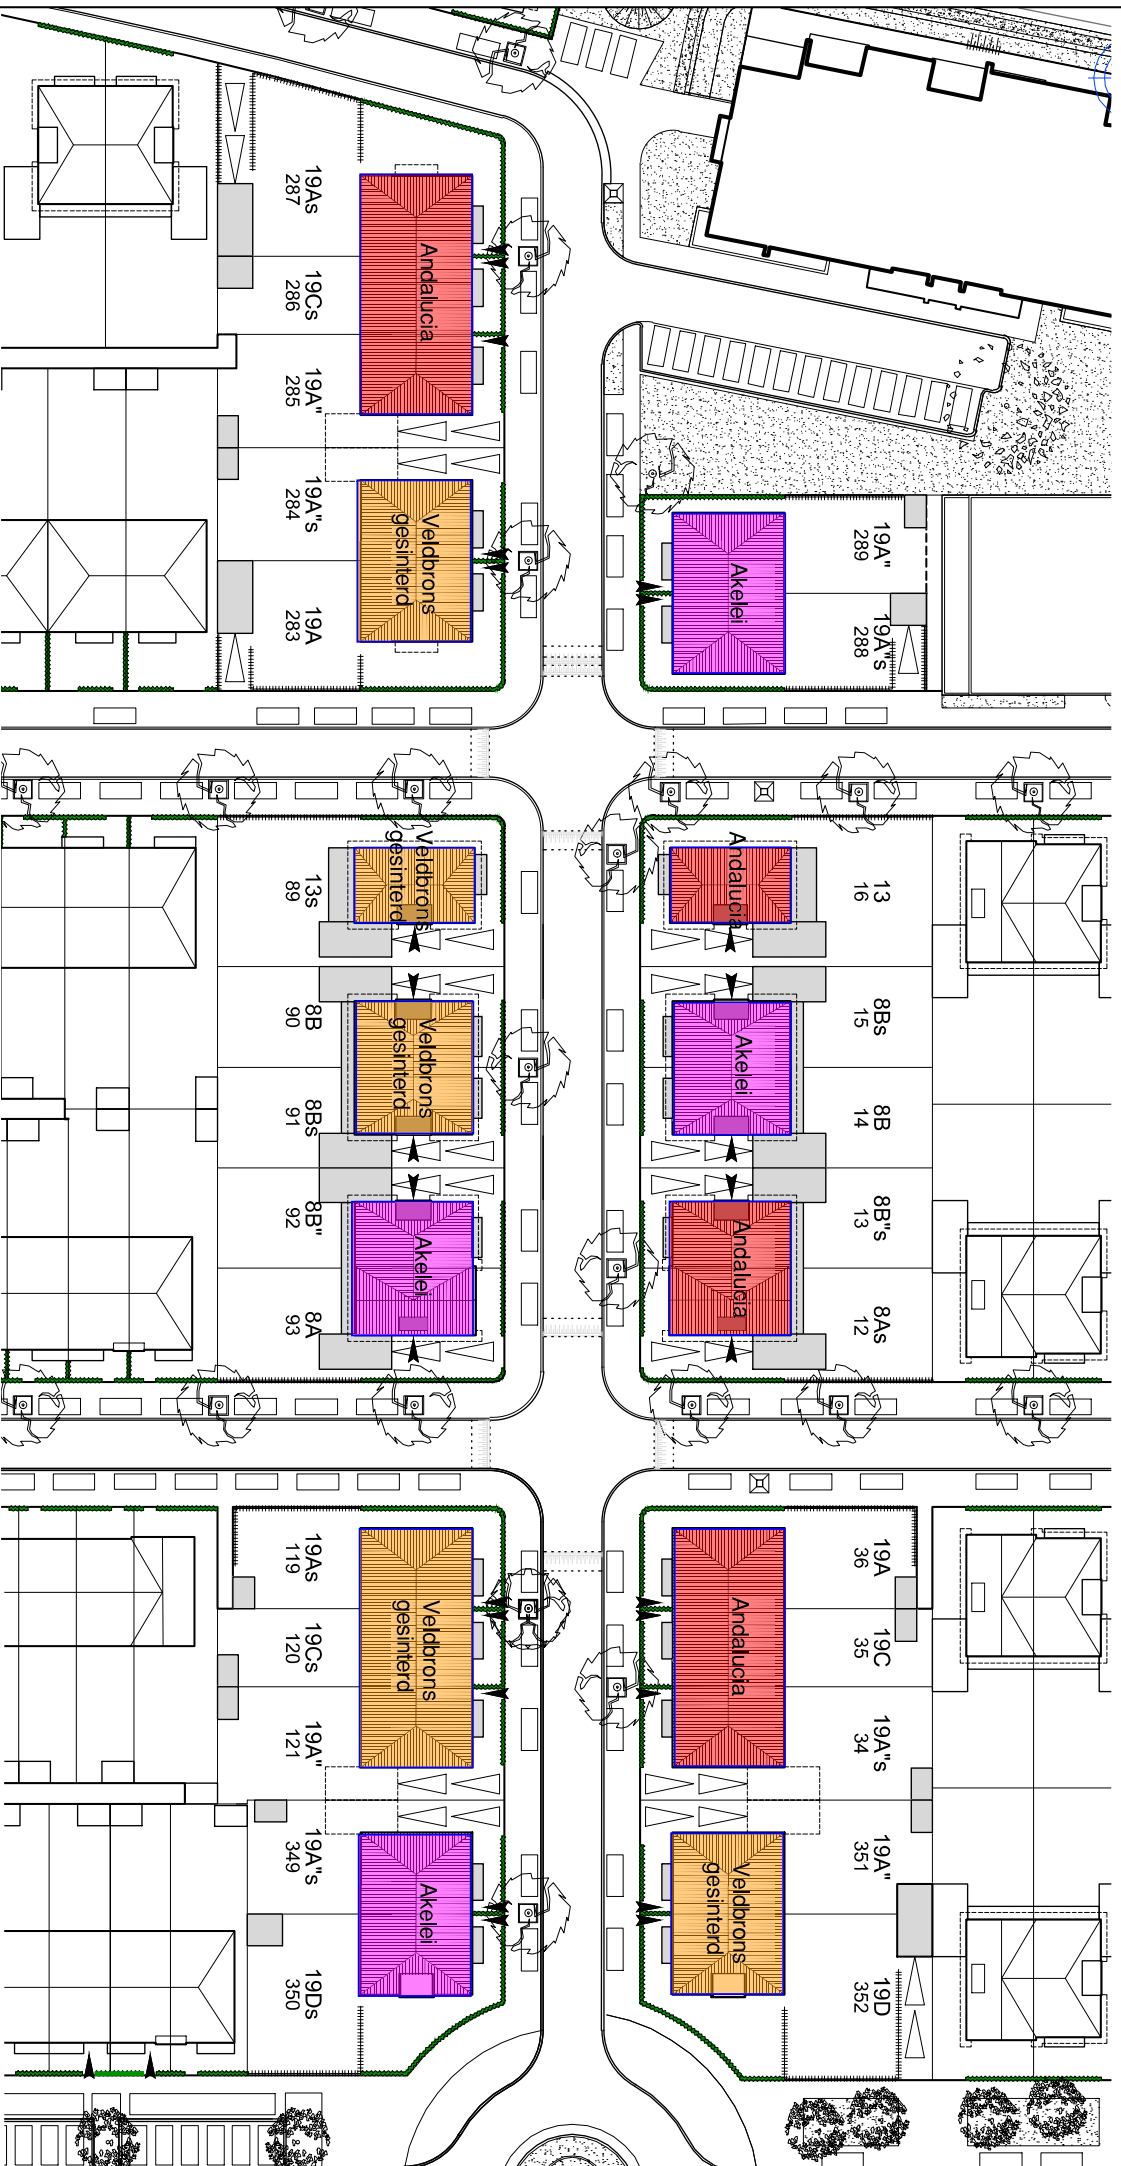 19As
287
19Cs
286
19A"
285
19A"s
284
19A
283
Andalucia
Veldbrons
gesinterd
Akelei
19A"
289
19A"s
288
13s
89
8B
90
8Bs
91
8B"
92
8A
93
Veldbrons
gesinterd
Veldbrons
gesinterd
Akelei
Andalucia
Akelei
Andalucia
13
16
8Bs
15
8B
14
8B"s
13
8As
12
19As
119
19Cs
120
19A"
121
19A"s
349
19Ds
350
Veldbrons
gesinterd
Akelei
Andalucia
Veldbrons
gesinterd
19A
36
19C
35
19A"s
34
19A"
351
19D
352